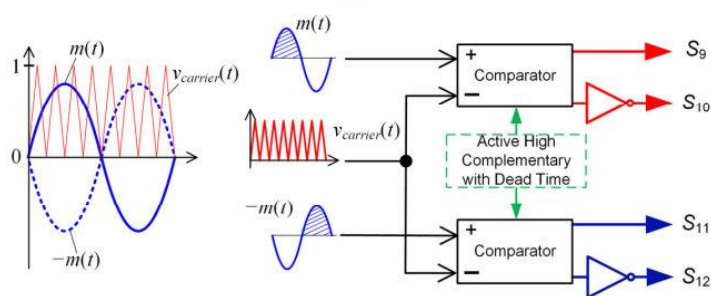 1
m(t)
v_carrier(t)
0
−m(t)
m(t)
v_carrier(t)
−m(t)
+
Comparator
−
S9
S10
Active High
Complementary
with Dead Time
+
Comparator
−
S11
S12